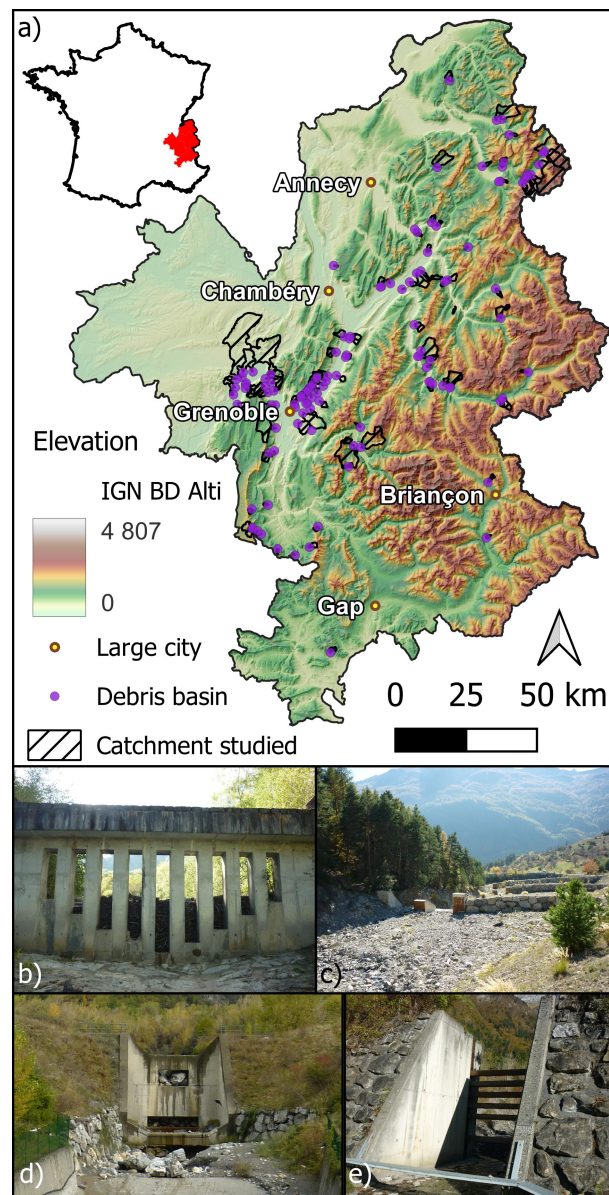 a)
Annecy
Chambéry
Grenoble
Elevation
IGN BD Alti
Briançon
4 807
0
Gap
Large city
Debris basin
0 25 50 km
Catchment studied
b)
c)
d)
e)